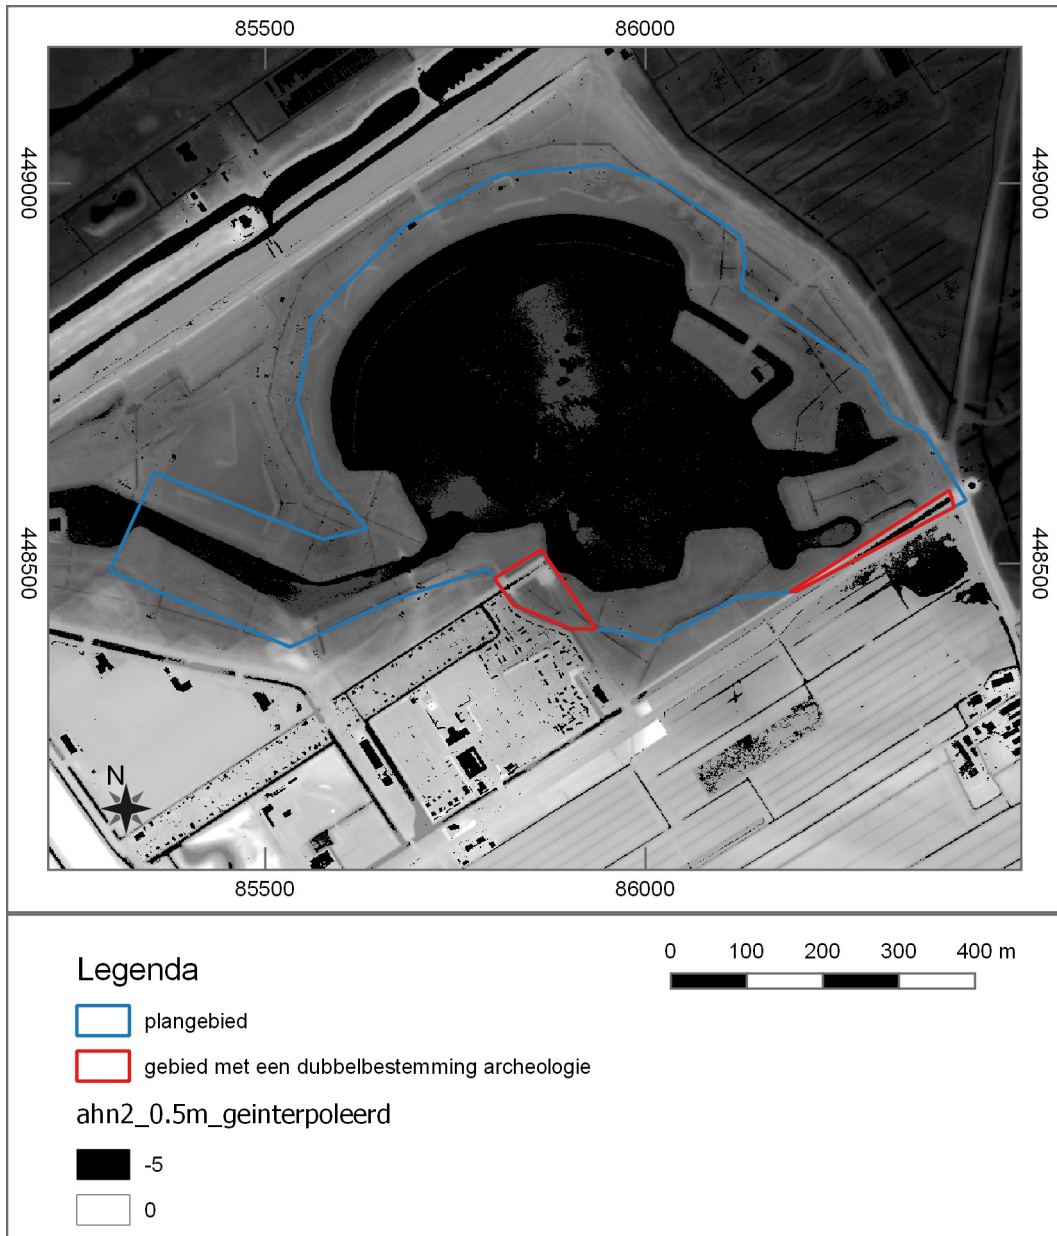 85500 86000
449000 449000
448500 448500
N
85500 86000
Legenda
0 100 200 300 400 m
plangebied
gebied met een dubbelbestemming archeologie
ahn2_0.5m_geinterpoleerd
-5
0